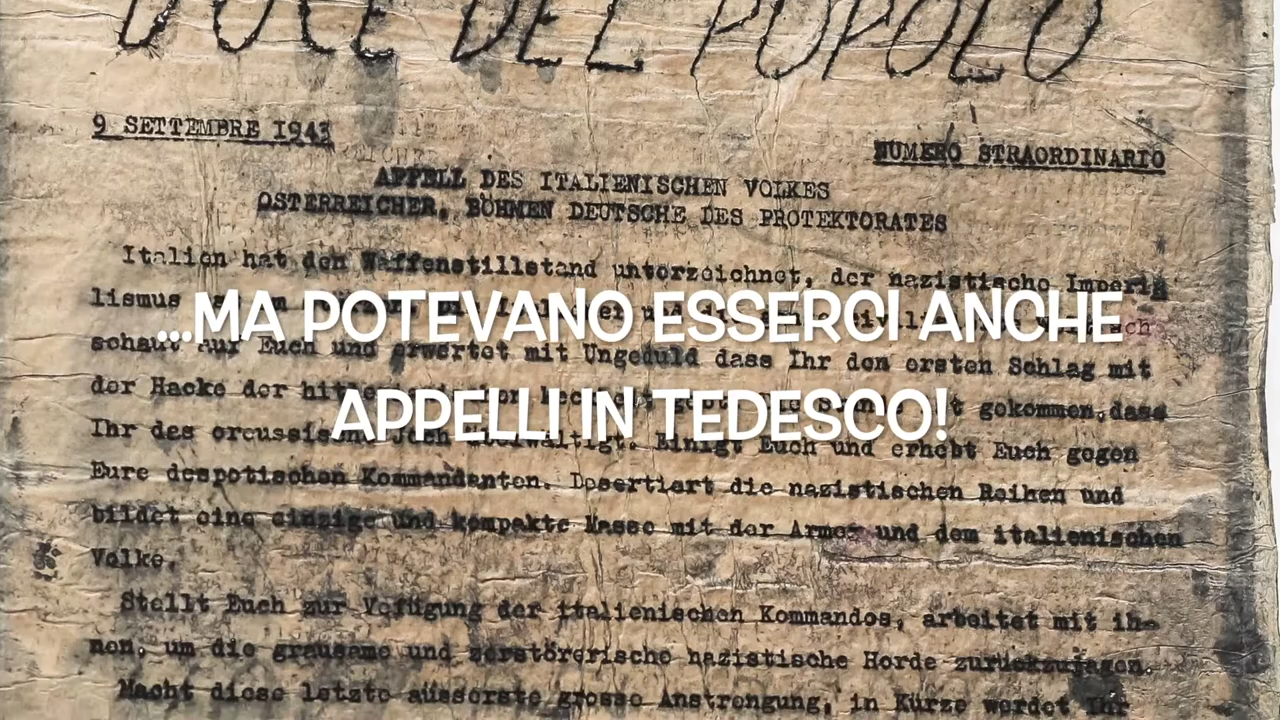 VOCE DEL POPOLO
9 SETTEMBRE 1943
NUMERO STRAORDINARIO
APPELL DES ITALIENISCHEN VOLKES
OSTERREICHER, BÖHMEN DEUTSCHE DES PROTEKTORATES
Italien hat den Waffenstillstand unterzeichnet, der nazistische Imperia
lismus
...MA POTEVANO ESSERCI ANCHE
schaut auf Euch und erwartet mit Ungeduld dass Ihr den ersten Schlag mit
der Hacke der gekommen, dass
APPELLI IN TEDESCO!
Ihr des Joch Einigt Euch und erhebt Euch gegen
Eure despotischen Kommandanten. Desertiert die nazistischen Reihen und
bildet eine einzige und kompakte Masse mit der Armee und dem italienischen
Volke.
Stellt Euch zur Vefügung der italienischen Kommandos, arbeitet mit ih-
nen, um die grausame und zerstörerische nazistische Horde zurückzujagen.
Macht diese letzte äusserste grosse Anstrengung, in Kürze werdet Ihr